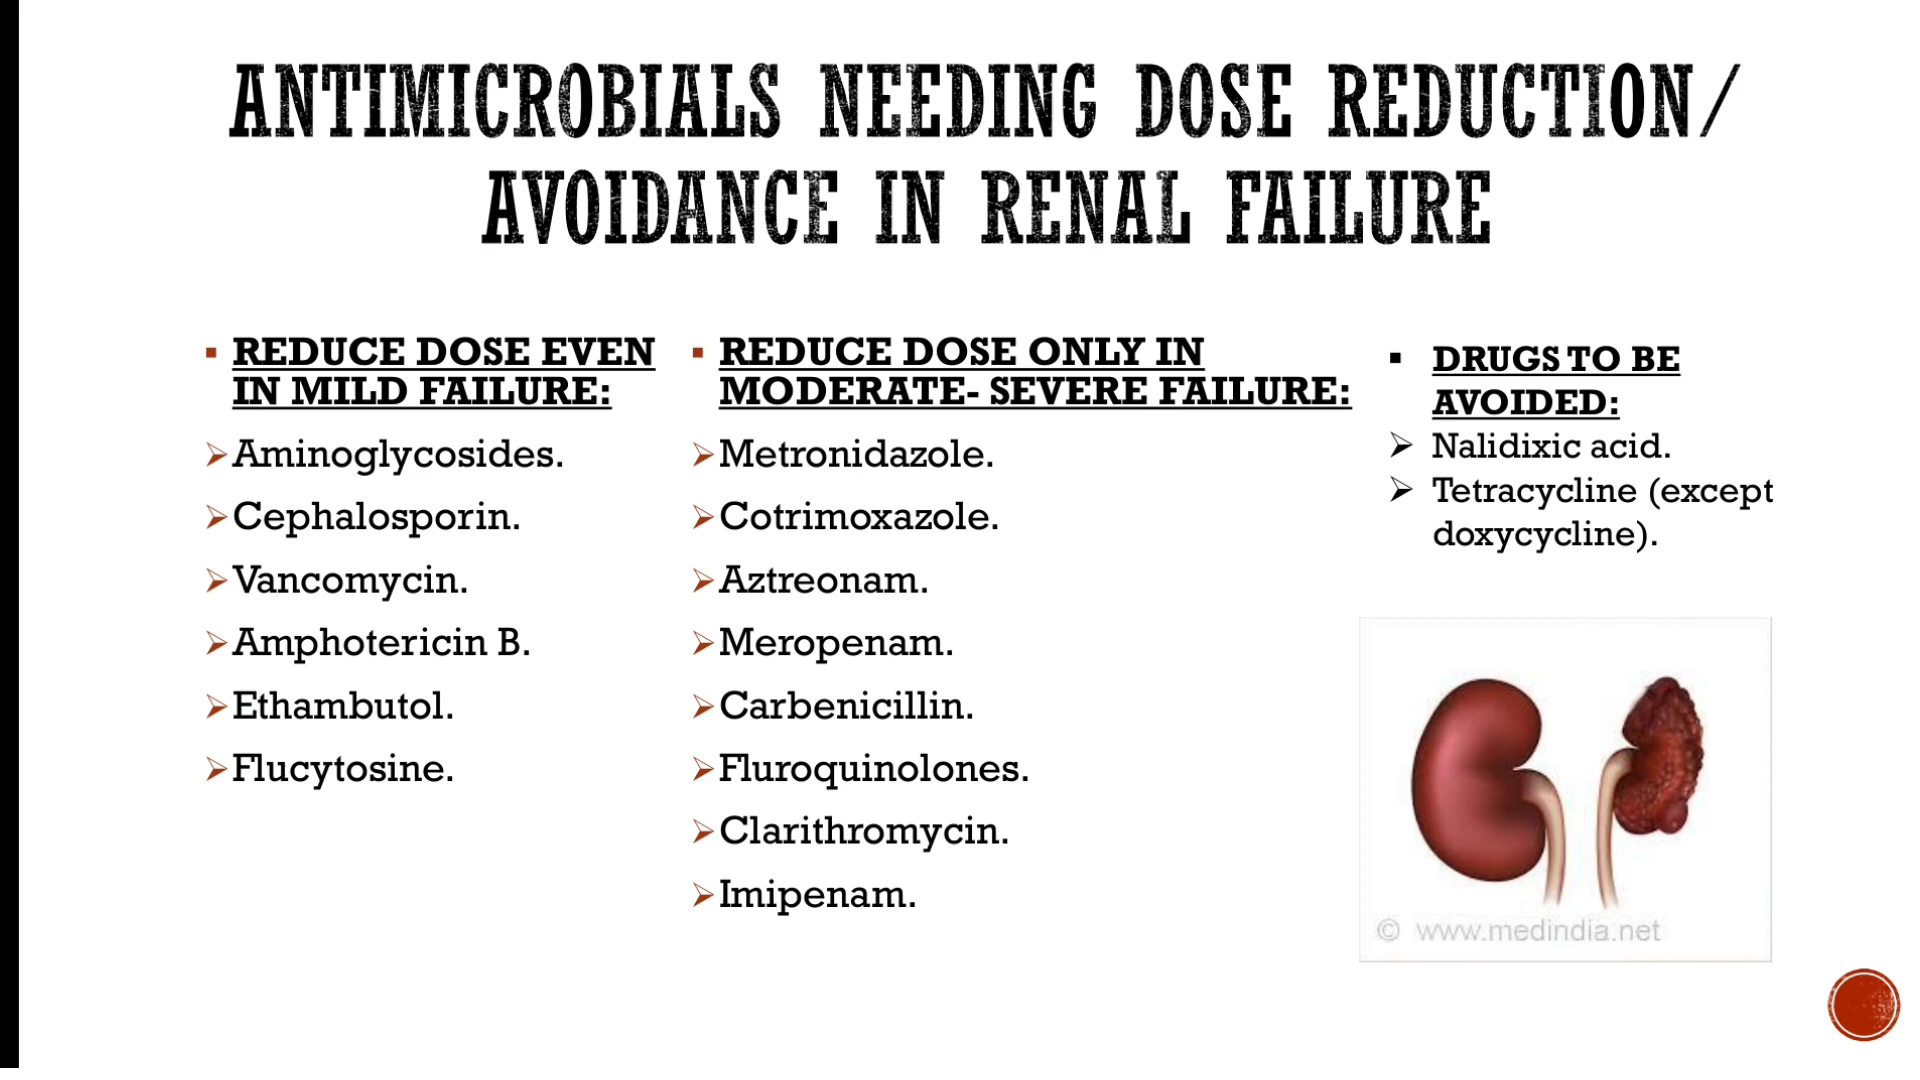 ANTIMICROBIALS NEEDING DOSE REDUCTION/
AVOIDANCE IN RENAL FAILURE
▪ REDUCE DOSE EVEN
IN MILD FAILURE:
➢Aminoglycosides.
➢Cephalosporin.
➢Vancomycin.
➢Amphotericin B.
➢Ethambutol.
➢Flucytosine.
▪ REDUCE DOSE ONLY IN
MODERATE- SEVERE FAILURE:
➢Metronidazole.
➢Cotrimoxazole.
➢Aztreonam.
➢Meropenam.
➢Carbenicillin.
➢Fluroquinolones.
➢Clarithromycin.
➢Imipenam.
▪ DRUGS TO BE
AVOIDED:
➢ Nalidixic acid.
➢ Tetracycline (except
doxycycline).
© www.medindia.net